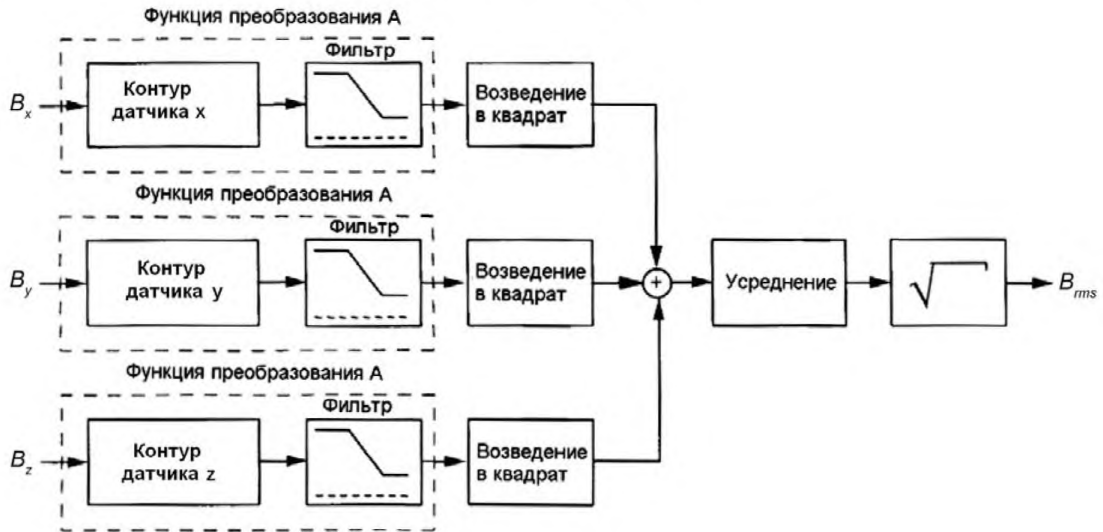 Функция преобразования А
Фильтр
B_x
Контур
датчика x
Возведение
в квадрат
Функция преобразования А
Фильтр
B_y
Контур
датчика y
Возведение
в квадрат
+
Усреднение
√
B_rms
Функция преобразования А
Фильтр
B_z
Контур
датчика z
Возведение
в квадрат